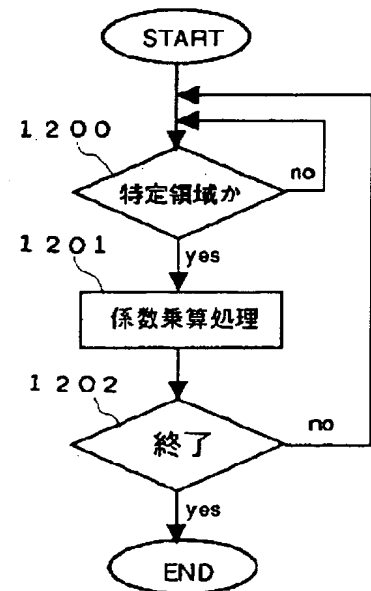 START
1200
特定領域か
no
yes
1201
係数乗算処理
1202
終了
no
yes
END